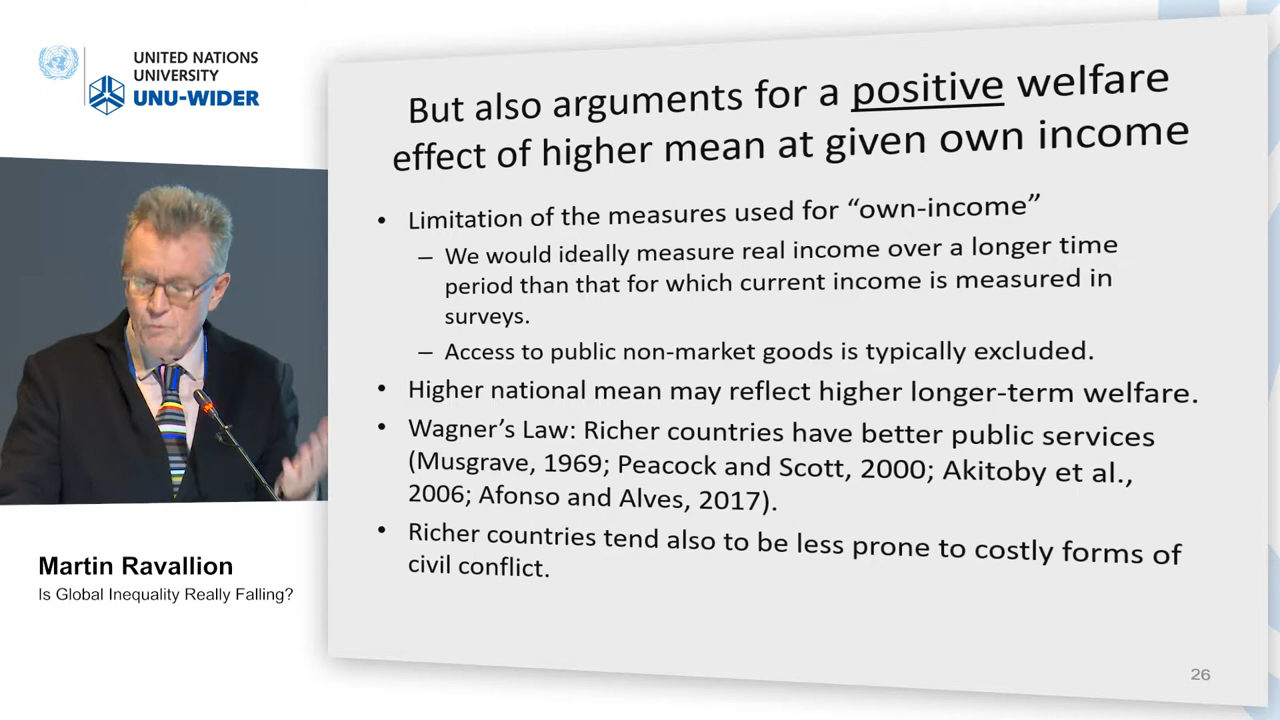 UNITED NATIONS
UNIVERSITY
UNU-WIDER
But also arguments for a positive welfare
effect of higher mean at given own income
• Limitation of the measures used for “own-income”
– We would ideally measure real income over a longer time
period than that for which current income is measured in
surveys.
– Access to public non-market goods is typically excluded.
• Higher national mean may reflect higher longer-term welfare.
• Wagner’s Law: Richer countries have better public services
(Musgrave, 1969; Peacock and Scott, 2000; Akitoby et al.,
2006; Afonso and Alves, 2017).
• Richer countries tend also to be less prone to costly forms of
civil conflict.
Martin Ravallion
Is Global Inequality Really Falling?
26